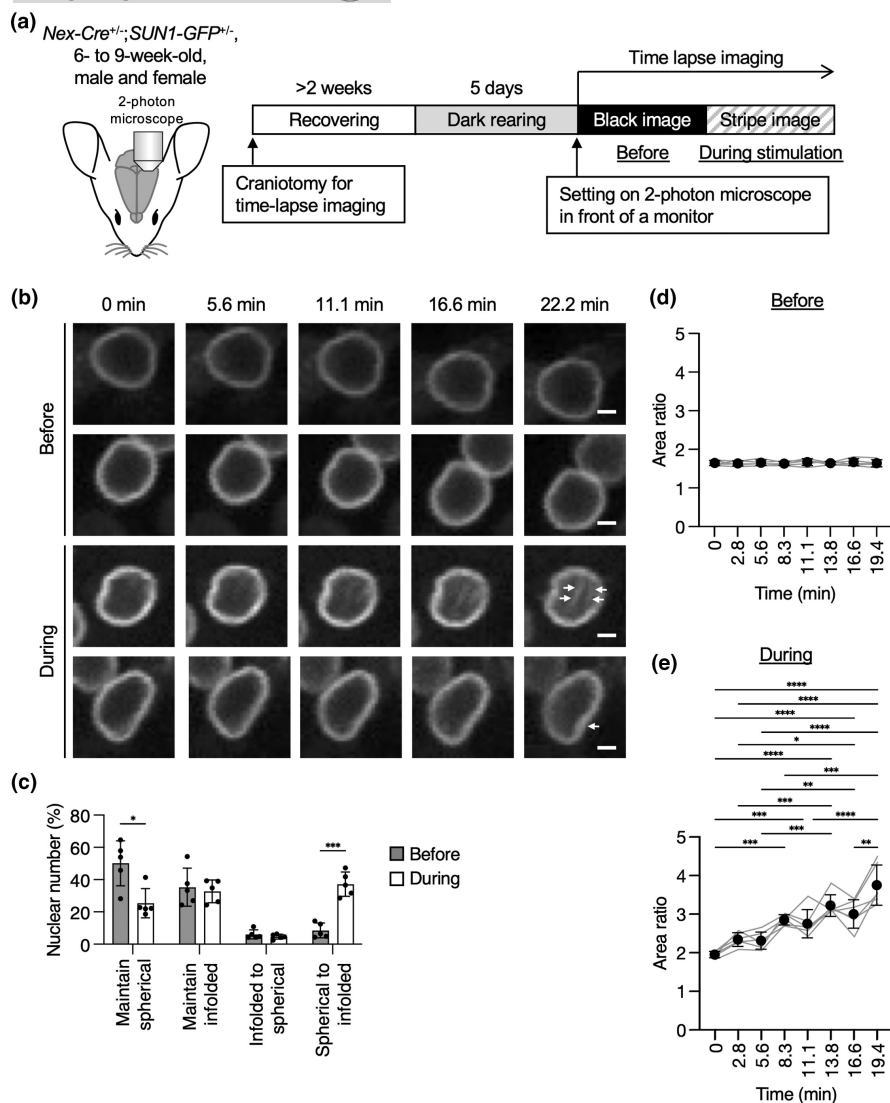 (a)
Nex-Cre+/-;SUN1-GFP+/-,
6- to 9-week-old,
male and female
2-photon
microscope
Time lapse imaging
>2 weeks
5 days
Recovering
Dark rearing
Black image
Stripe image
Before
During stimulation
Craniotomy for
time-lapse imaging
Setting on 2-photon microscope
in front of a monitor
(b)
0 min
5.6 min
11.1 min
16.6 min
22.2 min
Before
During
(c)
Nuclear number (%)
80
60
40
20
0
*
***
Before
During
Maintain
spherical
Maintain
infolded
Infolded to
spherical
Spherical to
infolded
(d)
Before
Area ratio
5
4
3
2
1
0
0
2.8
5.6
8.3
11.1
13.8
16.6
19.4
Time (min)
(e)
During
****
****
****
****
*
****
***
**
***
***
****
***
***
**
Area ratio
5
4
3
2
1
0
0
2.8
5.6
8.3
11.1
13.8
16.6
19.4
Time (min)